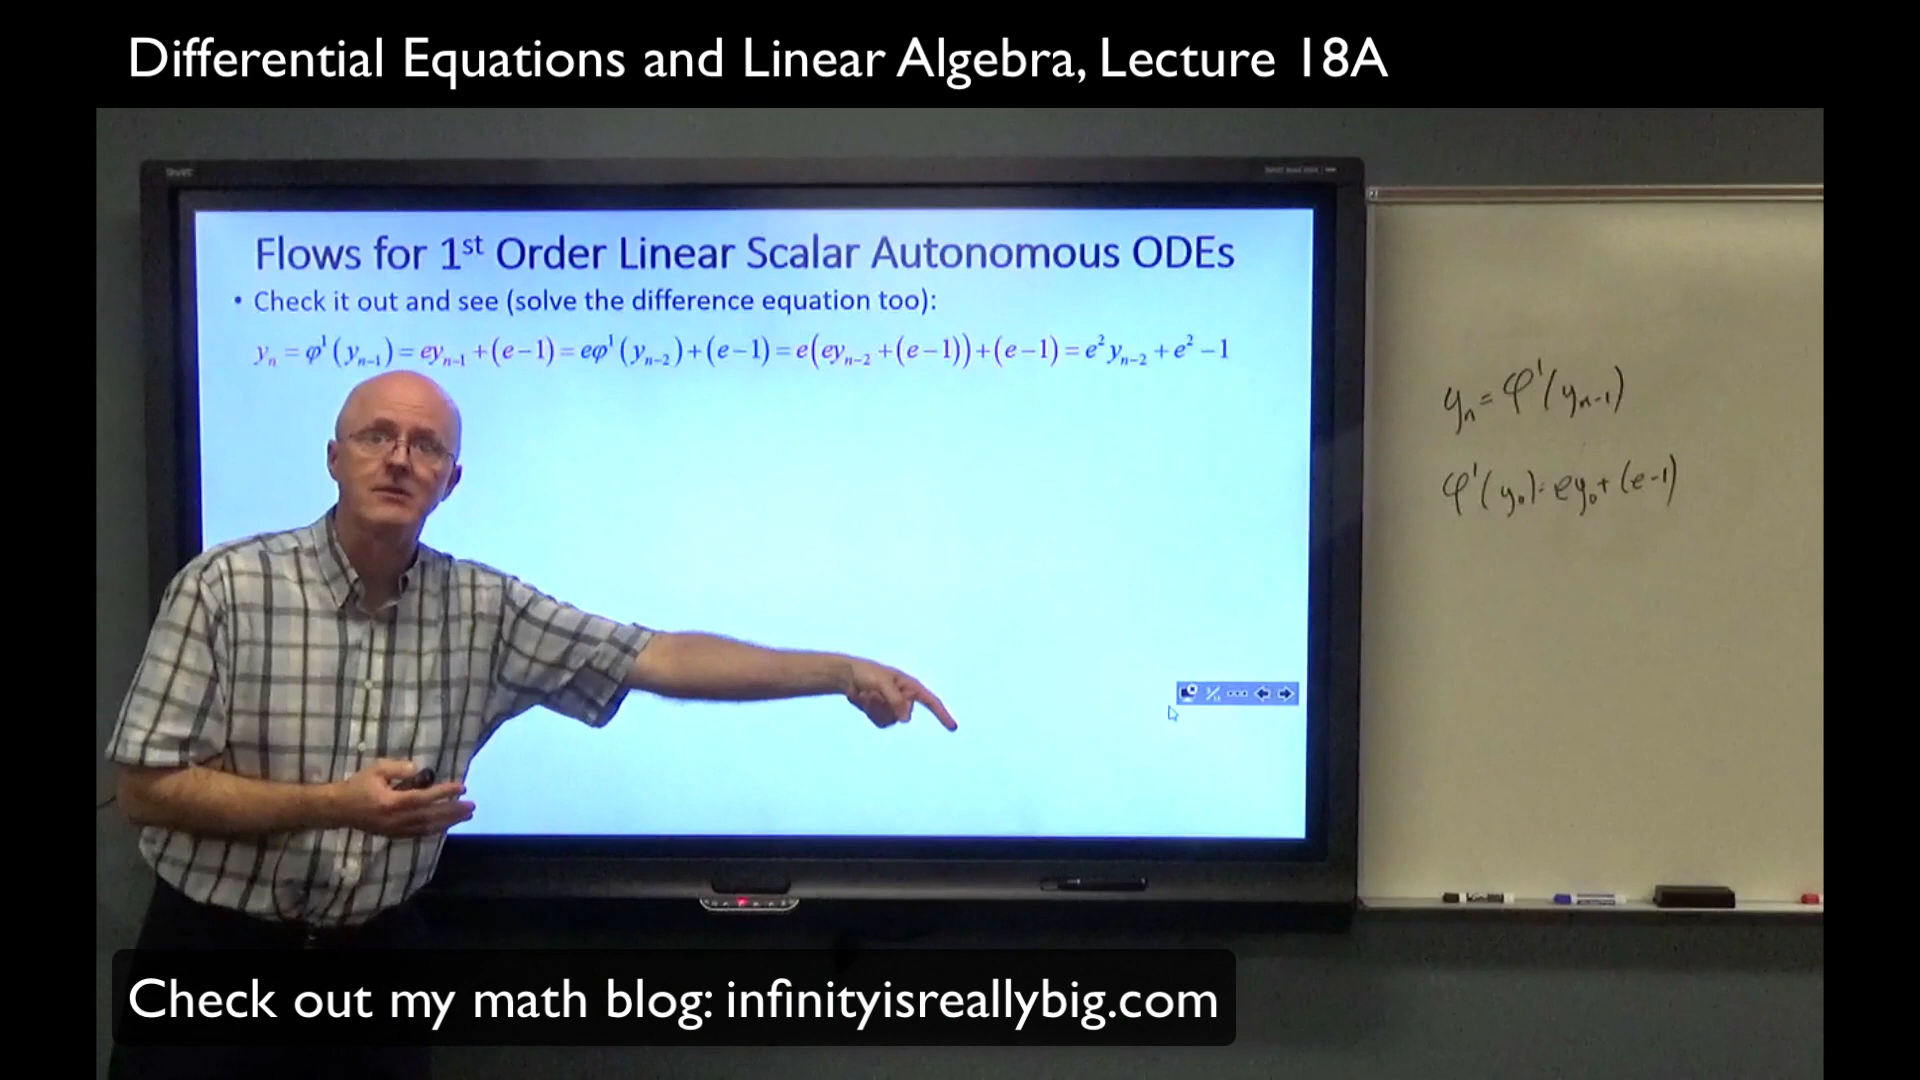 Differential Equations and Linear Algebra, Lecture 18A
Flows for 1st Order Linear Scalar Autonomous ODEs
• Check it out and see (solve the difference equation too):
yₙ = φ¹(yₙ₋₁) = eyₙ₋₁ + (e−1) = eφ¹(yₙ₋₂) + (e−1) = e(eyₙ₋₂ + (e−1)) + (e−1) = e²yₙ₋₂ + e² − 1
yₙ = φ¹(yₙ₋₁)
φ¹(y₀) = ey₀ + (e−1)
Check out my math blog: infinityisreallybig.com